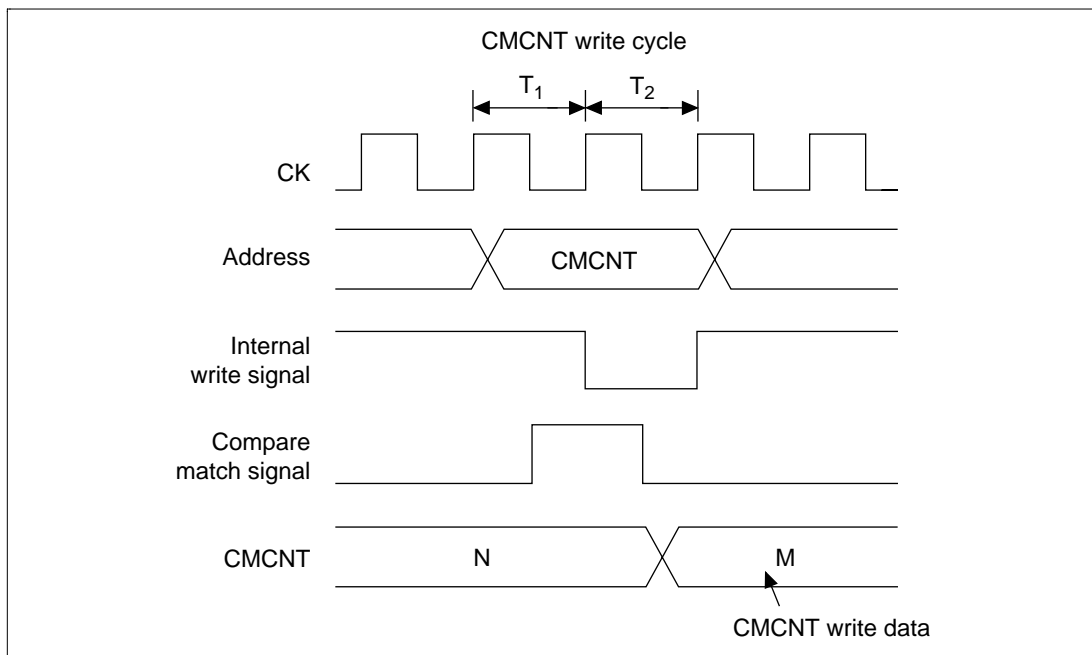 CMCNT write cycle
T1
T2
CK
Address
CMCNT
Internal
write signal
Compare
match signal
CMCNT
N
M
CMCNT write data